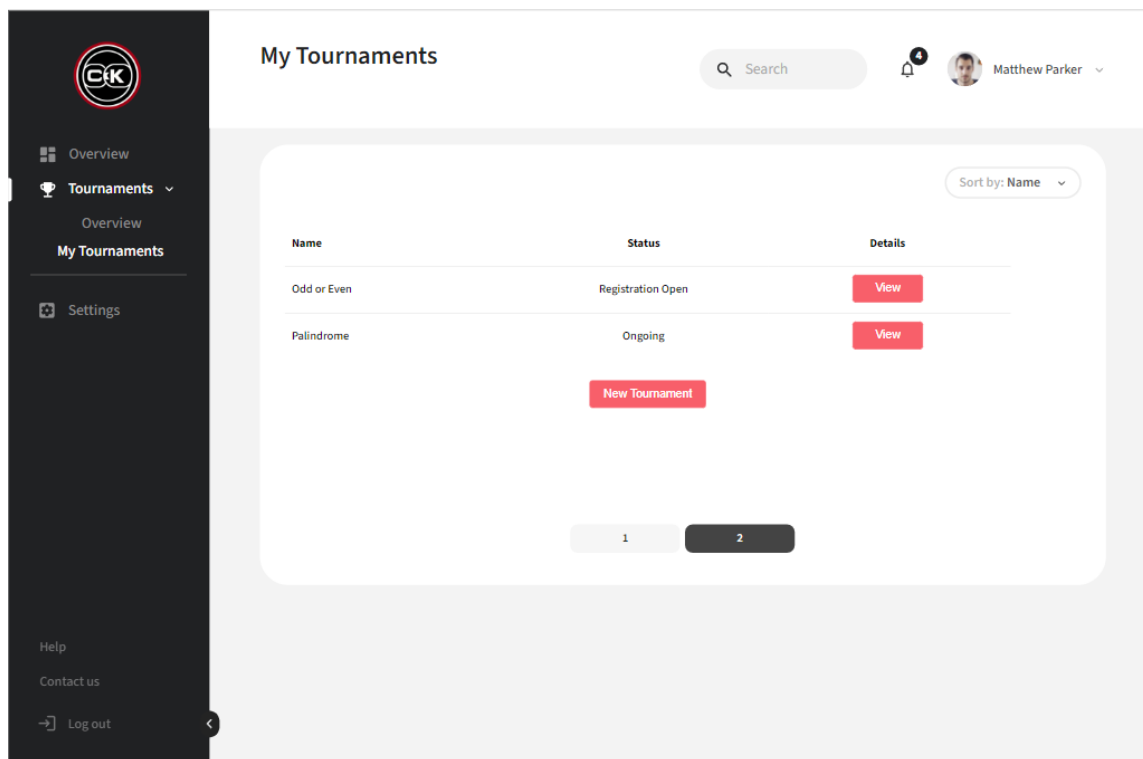 CK
My Tournaments
Search
4
Matthew Parker
Overview
Tournaments
Overview
My Tournaments
Settings
Sort by: Name
Name Status Details
Odd or Even Registration Open View
Palindrome Ongoing View
New Tournament
1 2
Help
Contact us
Log out